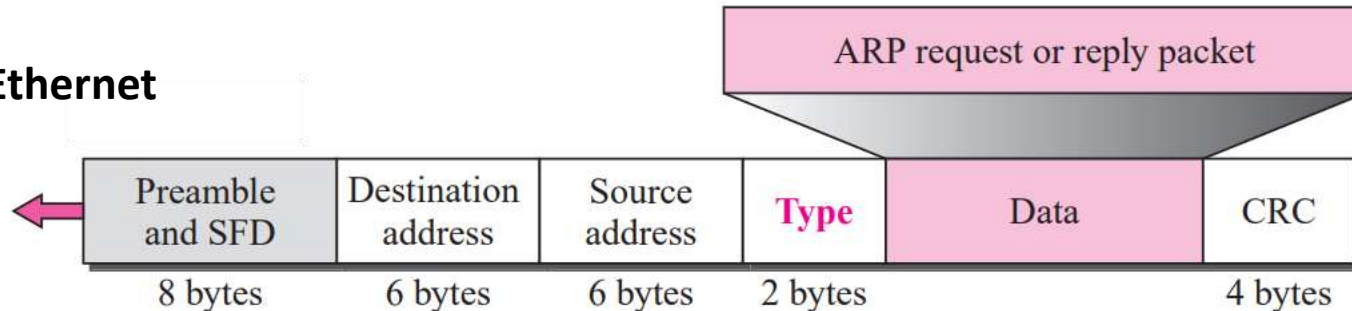 Ethernet
ARP request or reply packet
Preamble
and SFD
Destination
address
Source
address
Type
Data
CRC
8 bytes
6 bytes
6 bytes
2 bytes
4 bytes